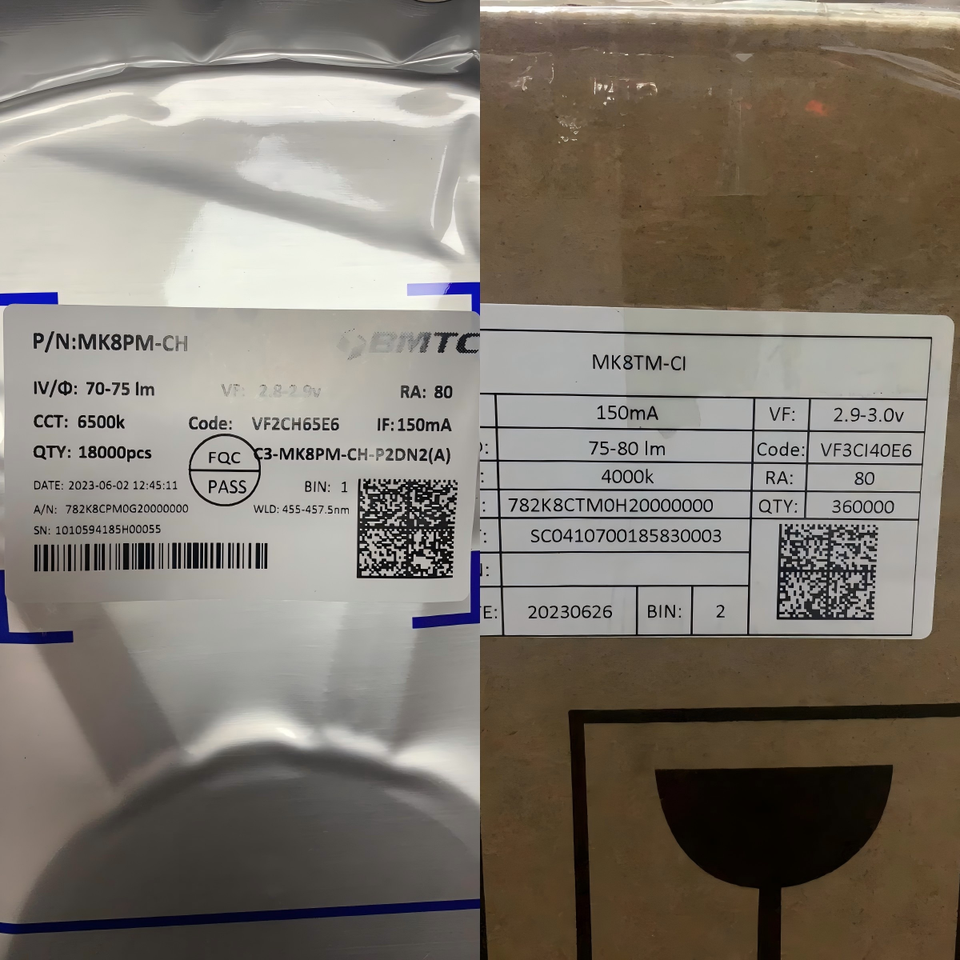 P/N:MK8PM-CH
BMTC
IV/Φ: 70-75 lm VF: 2.8-2.9v RA: 80
CCT: 6500k Code: VF2CH65E6 IF:150mA
QTY: 18000pcs FQC C3-MK8PM-CH-P2DN2(A)
PASS
DATE: 2023-06-02 12:45:11 BIN: 1
A/N: 782K8CPM0G20000000 WLD: 455-457.5nm
SN: 1010594185H00055
MK8TM-CI
150mA VF: 2.9-3.0v
75-80 lm Code: VF3CI40E6
4000k RA: 80
782K8CTM0H20000000 QTY: 360000
SC0410700185830003
20230626 BIN: 2